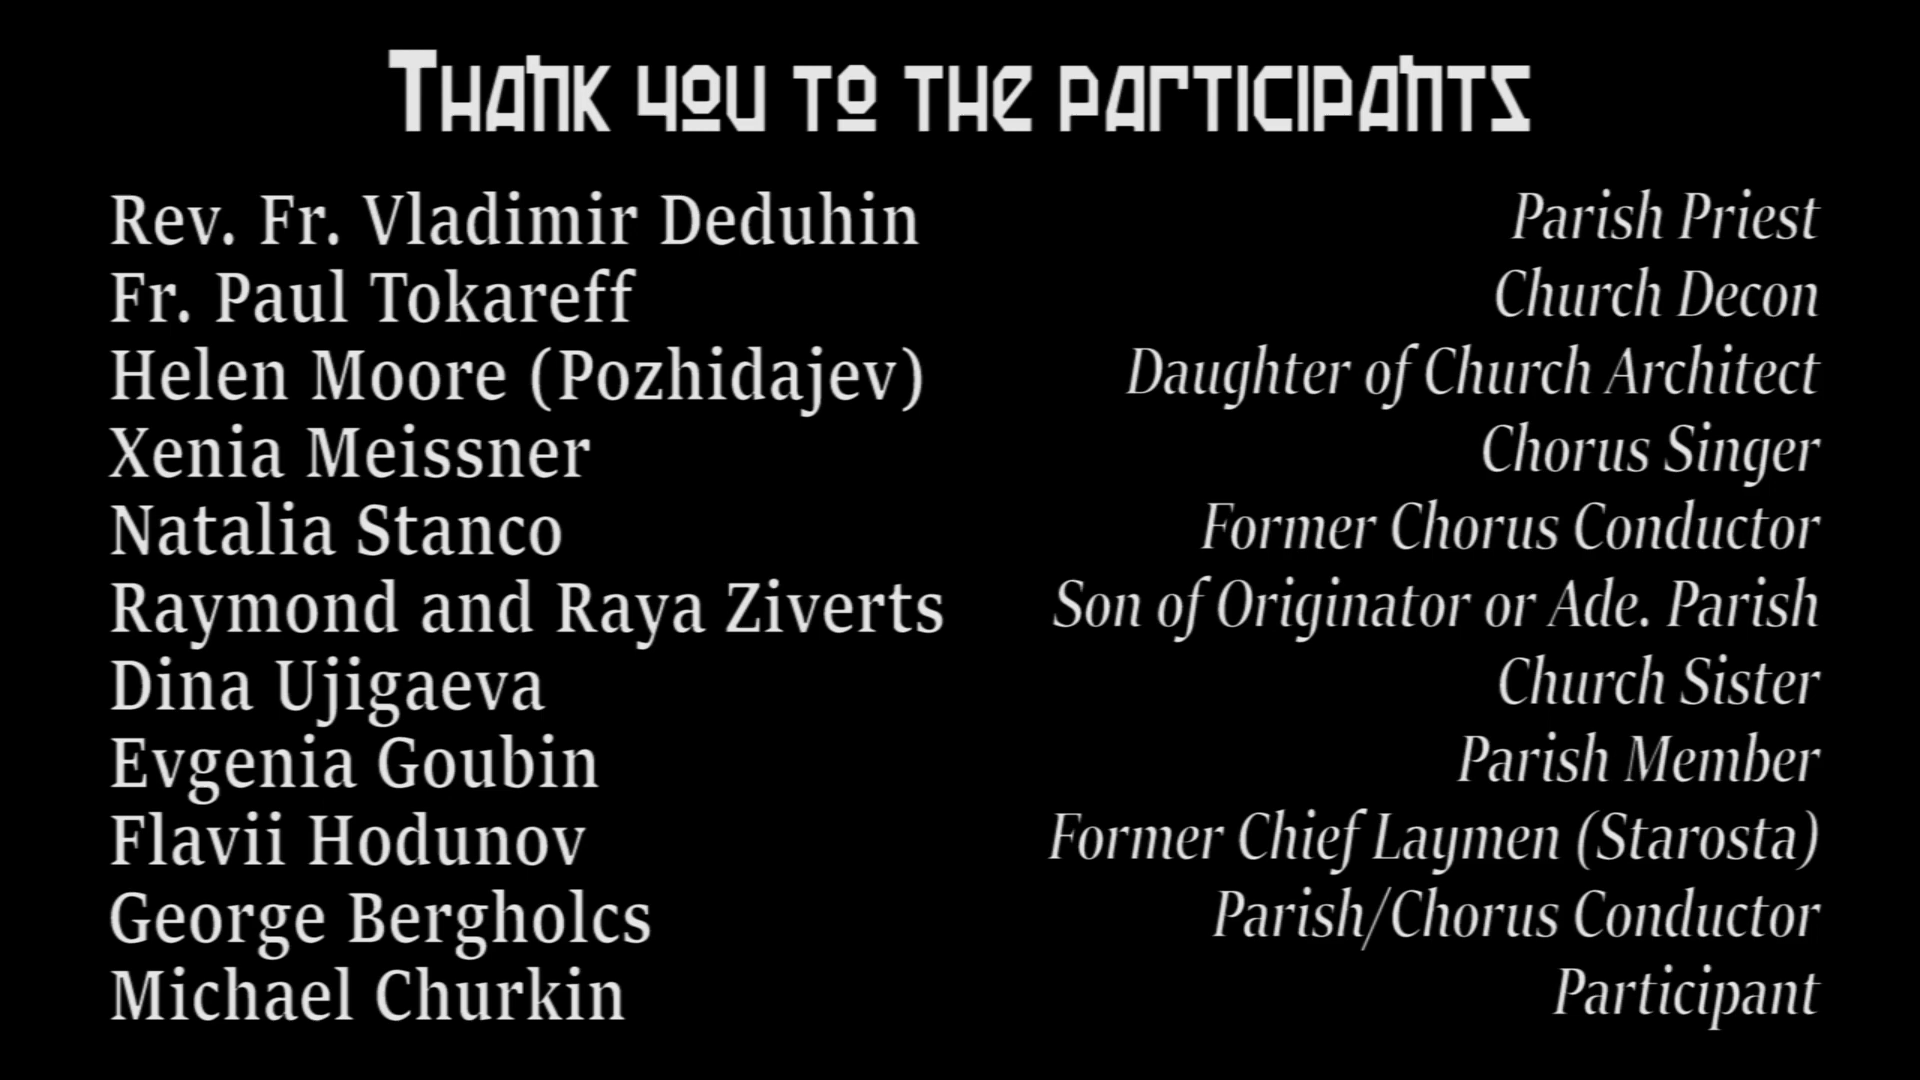 Thank you to the participants
Rev. Fr. Vladimir Deduhin Parish Priest
Fr. Paul Tokareff Church Decon
Helen Moore (Pozhidajev) Daughter of Church Architect
Xenia Meissner Chorus Singer
Natalia Stanco Former Chorus Conductor
Raymond and Raya Ziverts Son of Originator or Ade. Parish
Dina Ujigaeva Church Sister
Evgenia Goubin Parish Member
Flavii Hodunov Former Chief Laymen (Starosta)
George Bergholcs Parish/Chorus Conductor
Michael Churkin Participant